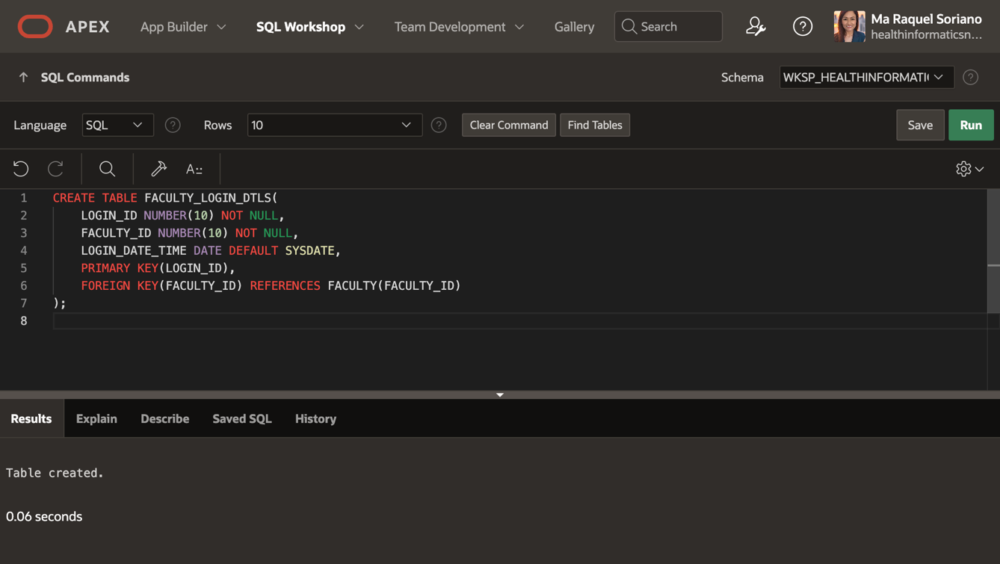 APEX App Builder SQL Workshop Team Development Gallery Search Ma Raquel Soriano
healthinformaticsn...
SQL Commands Schema WKSP_HEALTHINFORMATI
Language SQL Rows 10 Clear Command Find Tables Save Run
A::
1 CREATE TABLE FACULTY_LOGIN_DTLS(
2 LOGIN_ID NUMBER(10) NOT NULL,
3 FACULTY_ID NUMBER(10) NOT NULL,
4 LOGIN_DATE_TIME DATE DEFAULT SYSDATE,
5 PRIMARY KEY(LOGIN_ID),
6 FOREIGN KEY(FACULTY_ID) REFERENCES FACULTY(FACULTY_ID)
7 );
8
Results Explain Describe Saved SQL History
Table created.
0.06 seconds